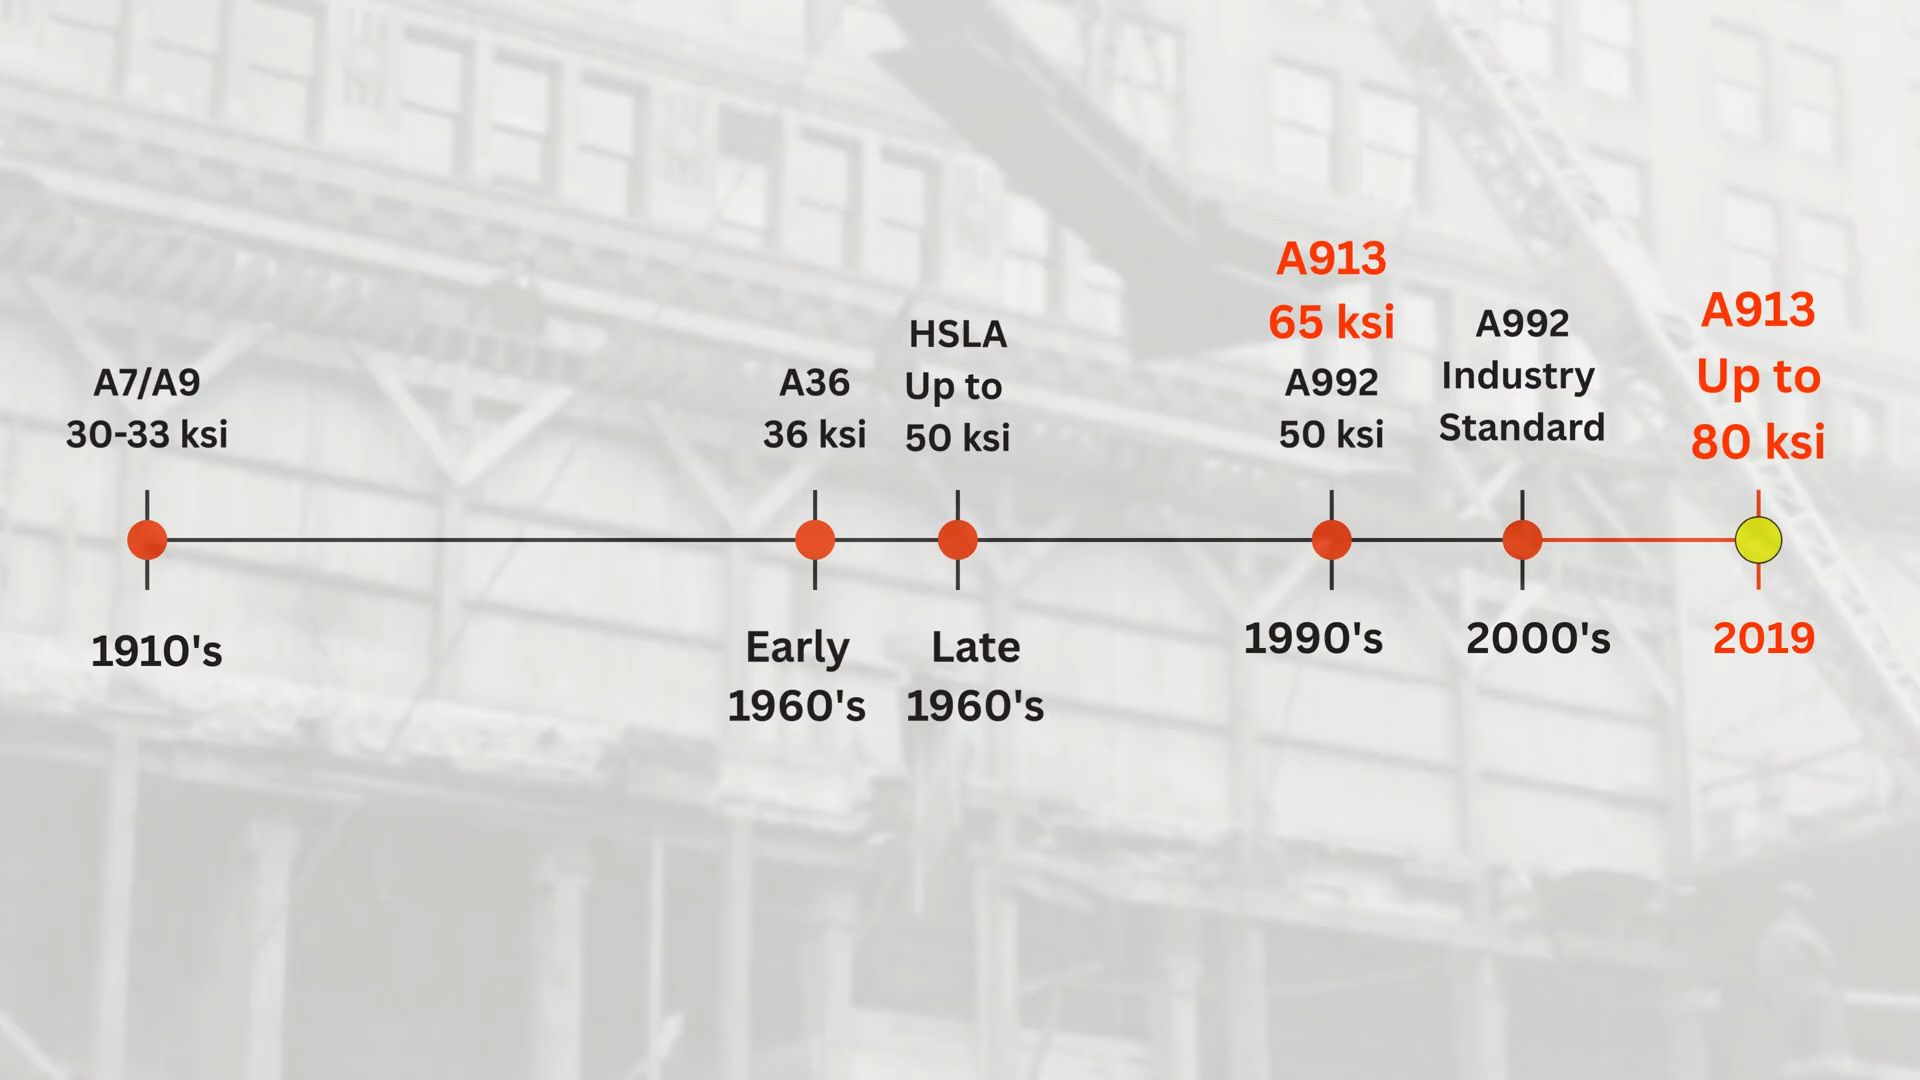 A7/A9
30-33 ksi
1910's
A36
36 ksi
Early
1960's
HSLA
Up to
50 ksi
Late
1960's
A913
65 ksi
A992
50 ksi
1990's
A992
Industry
Standard
2000's
A913
Up to
80 ksi
2019